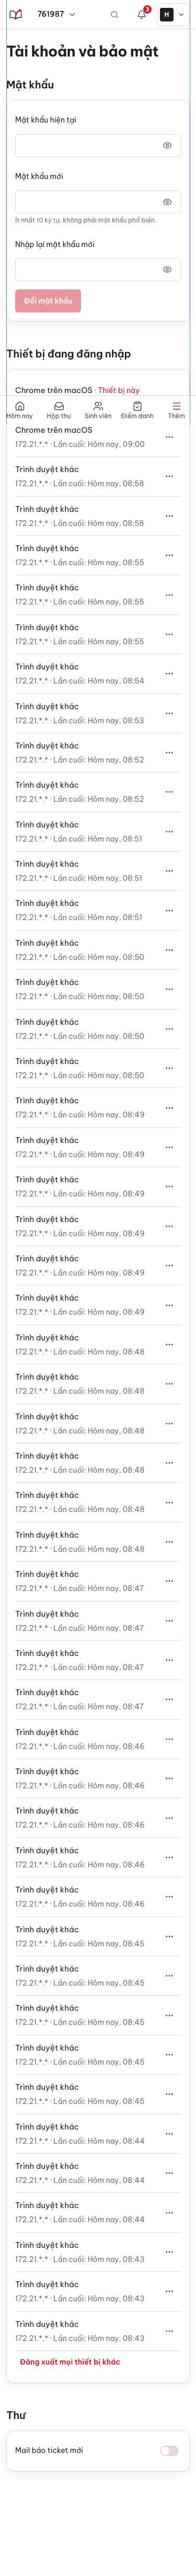 761987
3
H
Tài khoản và bảo mật
Mật khẩu
Mật khẩu hiện tại
Mật khẩu mới
Ít nhất 10 ký tự, không phải mật khẩu phổ biến.
Nhập lại mật khẩu mới
Đổi mật khẩu
Thiết bị đang đăng nhập
Chrome trên macOS · Thiết bị này
Hôm nay
Hộp thư
Sinh viên
Điểm danh
Thêm
Chrome trên macOS
172.21.*.* · Lần cuối: Hôm nay, 09:00
Trình duyệt khác
172.21.*.* · Lần cuối: Hôm nay, 08:58
Trình duyệt khác
172.21.*.* · Lần cuối: Hôm nay, 08:58
Trình duyệt khác
172.21.*.* · Lần cuối: Hôm nay, 08:55
Trình duyệt khác
172.21.*.* · Lần cuối: Hôm nay, 08:55
Trình duyệt khác
172.21.*.* · Lần cuối: Hôm nay, 08:55
Trình duyệt khác
172.21.*.* · Lần cuối: Hôm nay, 08:54
Trình duyệt khác
172.21.*.* · Lần cuối: Hôm nay, 08:53
Trình duyệt khác
172.21.*.* · Lần cuối: Hôm nay, 08:52
Trình duyệt khác
172.21.*.* · Lần cuối: Hôm nay, 08:52
Trình duyệt khác
172.21.*.* · Lần cuối: Hôm nay, 08:51
Trình duyệt khác
172.21.*.* · Lần cuối: Hôm nay, 08:51
Trình duyệt khác
172.21.*.* · Lần cuối: Hôm nay, 08:51
Trình duyệt khác
172.21.*.* · Lần cuối: Hôm nay, 08:50
Trình duyệt khác
172.21.*.* · Lần cuối: Hôm nay, 08:50
Trình duyệt khác
172.21.*.* · Lần cuối: Hôm nay, 08:50
Trình duyệt khác
172.21.*.* · Lần cuối: Hôm nay, 08:50
Trình duyệt khác
172.21.*.* · Lần cuối: Hôm nay, 08:49
Trình duyệt khác
172.21.*.* · Lần cuối: Hôm nay, 08:49
Trình duyệt khác
172.21.*.* · Lần cuối: Hôm nay, 08:49
Trình duyệt khác
172.21.*.* · Lần cuối: Hôm nay, 08:49
Trình duyệt khác
172.21.*.* · Lần cuối: Hôm nay, 08:49
Trình duyệt khác
172.21.*.* · Lần cuối: Hôm nay, 08:49
Trình duyệt khác
172.21.*.* · Lần cuối: Hôm nay, 08:48
Trình duyệt khác
172.21.*.* · Lần cuối: Hôm nay, 08:48
Trình duyệt khác
172.21.*.* · Lần cuối: Hôm nay, 08:48
Trình duyệt khác
172.21.*.* · Lần cuối: Hôm nay, 08:48
Trình duyệt khác
172.21.*.* · Lần cuối: Hôm nay, 08:48
Trình duyệt khác
172.21.*.* · Lần cuối: Hôm nay, 08:48
Trình duyệt khác
172.21.*.* · Lần cuối: Hôm nay, 08:47
Trình duyệt khác
172.21.*.* · Lần cuối: Hôm nay, 08:47
Trình duyệt khác
172.21.*.* · Lần cuối: Hôm nay, 08:47
Trình duyệt khác
172.21.*.* · Lần cuối: Hôm nay, 08:47
Trình duyệt khác
172.21.*.* · Lần cuối: Hôm nay, 08:46
Trình duyệt khác
172.21.*.* · Lần cuối: Hôm nay, 08:46
Trình duyệt khác
172.21.*.* · Lần cuối: Hôm nay, 08:46
Trình duyệt khác
172.21.*.* · Lần cuối: Hôm nay, 08:46
Trình duyệt khác
172.21.*.* · Lần cuối: Hôm nay, 08:46
Trình duyệt khác
172.21.*.* · Lần cuối: Hôm nay, 08:45
Trình duyệt khác
172.21.*.* · Lần cuối: Hôm nay, 08:45
Trình duyệt khác
172.21.*.* · Lần cuối: Hôm nay, 08:45
Trình duyệt khác
172.21.*.* · Lần cuối: Hôm nay, 08:45
Trình duyệt khác
172.21.*.* · Lần cuối: Hôm nay, 08:45
Trình duyệt khác
172.21.*.* · Lần cuối: Hôm nay, 08:44
Trình duyệt khác
172.21.*.* · Lần cuối: Hôm nay, 08:44
Trình duyệt khác
172.21.*.* · Lần cuối: Hôm nay, 08:44
Trình duyệt khác
172.21.*.* · Lần cuối: Hôm nay, 08:43
Trình duyệt khác
172.21.*.* · Lần cuối: Hôm nay, 08:43
Trình duyệt khác
172.21.*.* · Lần cuối: Hôm nay, 08:43
Đăng xuất mọi thiết bị khác
Thư
Mail báo ticket mới